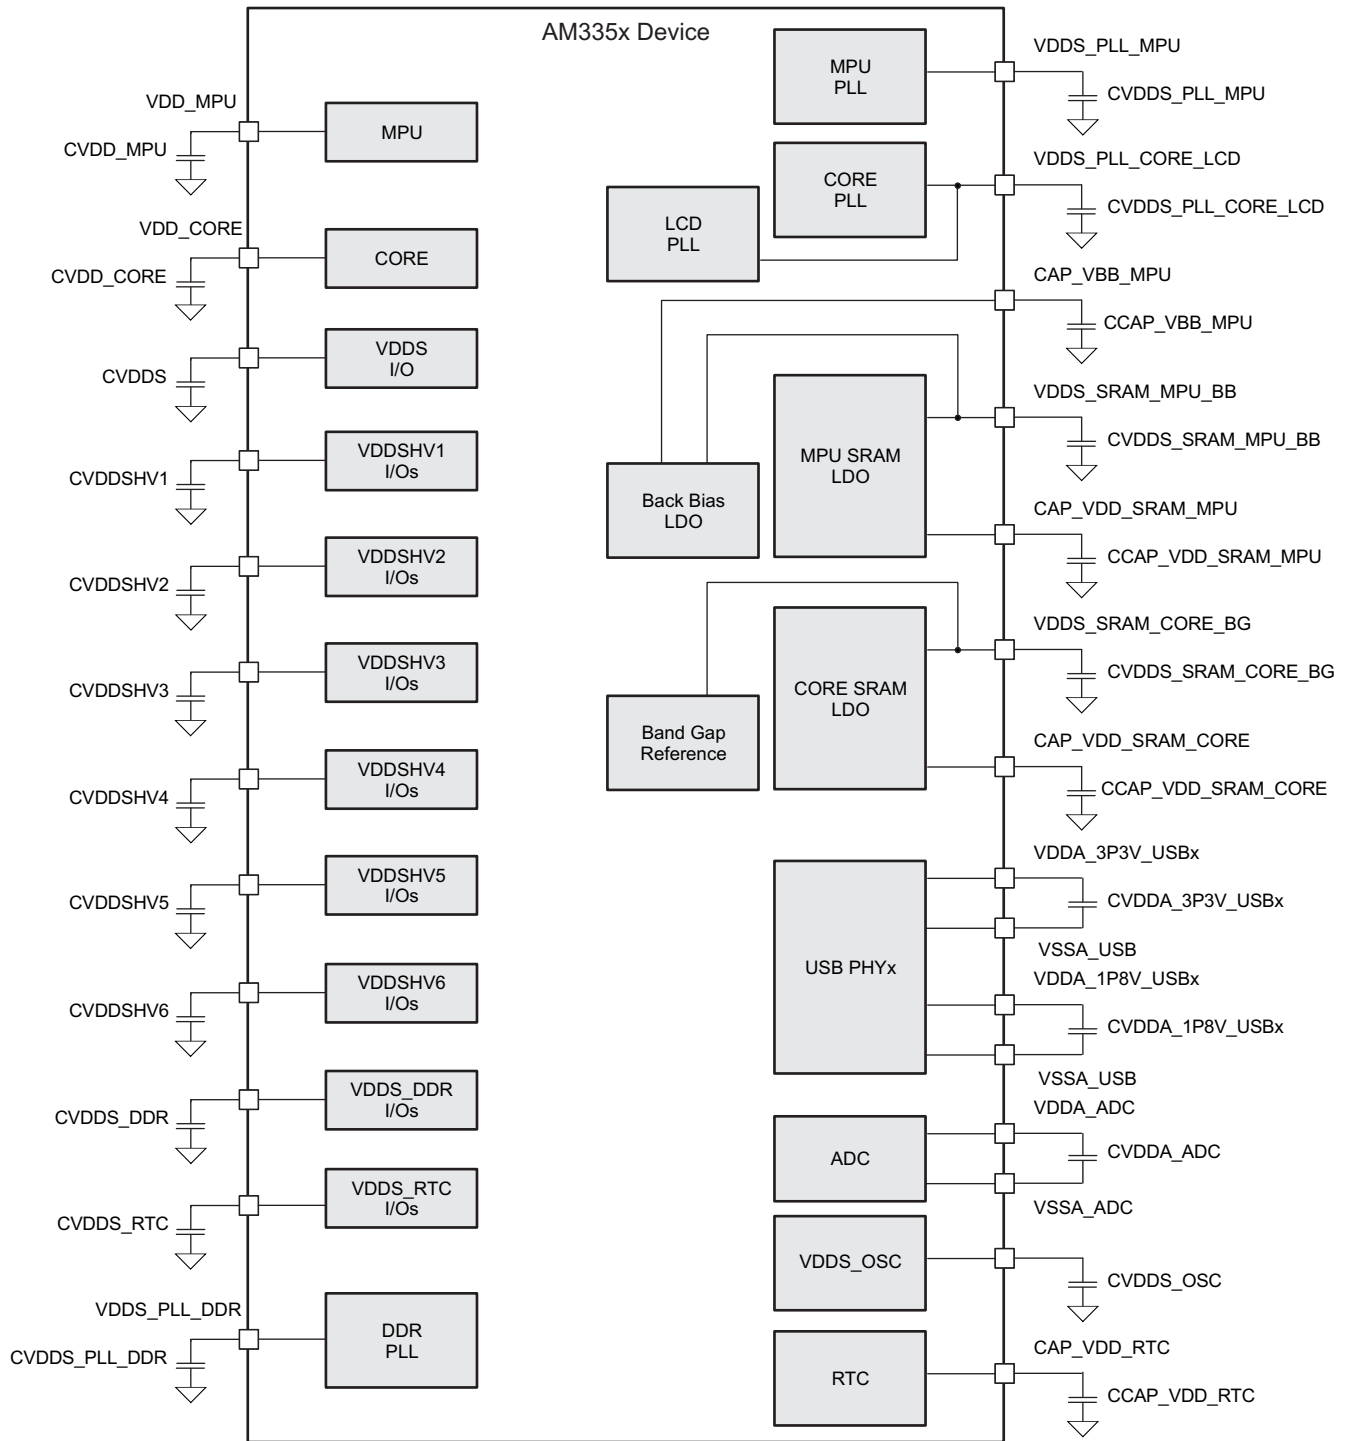 AM335x Device
VDD_MPU
CVDD_MPU
MPU
VDD_CORE
CVDD_CORE
CORE
CVDDS
VDDS
I/O
CVDDSHV1
VDDSHV1
I/Os
CVDDSHV2
VDDSHV2
I/Os
CVDDSHV3
VDDSHV3
I/Os
CVDDSHV4
VDDSHV4
I/Os
CVDDSHV5
VDDSHV5
I/Os
CVDDSHV6
VDDSHV6
I/Os
CVDDS_DDR
VDDS_DDR
I/Os
CVDDS_RTC
VDDS_RTC
I/Os
VDDS_PLL_DDR
CVDDS_PLL_DDR
DDR
PLL
MPU
PLL
VDDS_PLL_MPU
CVDDS_PLL_MPU
CORE
PLL
LCD
PLL
VDDS_PLL_CORE_LCD
CVDDS_PLL_CORE_LCD
CAP_VBB_MPU
CCAP_VBB_MPU
Back Bias
LDO
MPU SRAM
LDO
VDDS_SRAM_MPU_BB
CVDDS_SRAM_MPU_BB
CAP_VDD_SRAM_MPU
CCAP_VDD_SRAM_MPU
Band Gap
Reference
CORE SRAM
LDO
VDDS_SRAM_CORE_BG
CVDDS_SRAM_CORE_BG
CAP_VDD_SRAM_CORE
CCAP_VDD_SRAM_CORE
USB PHYx
VDDA_3P3V_USBx
CVDDA_3P3V_USBx
VSSA_USB
VDDA_1P8V_USBx
CVDDA_1P8V_USBx
VSSA_USB
ADC
VDDA_ADC
CVDDA_ADC
VSSA_ADC
VDDS_OSC
CVDDS_OSC
RTC
CAP_VDD_RTC
CCAP_VDD_RTC